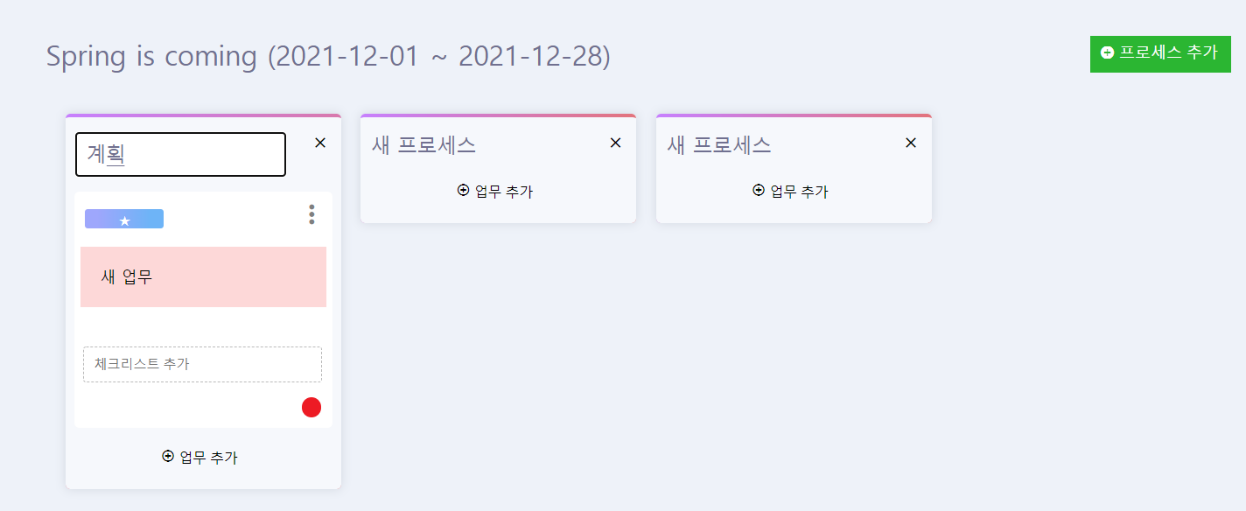 Spring is coming (2021-12-01 ~ 2021-12-28)
프로세스 추가
계획
새 업무
체크리스트 추가
업무 추가
새 프로세스
업무 추가
새 프로세스
업무 추가